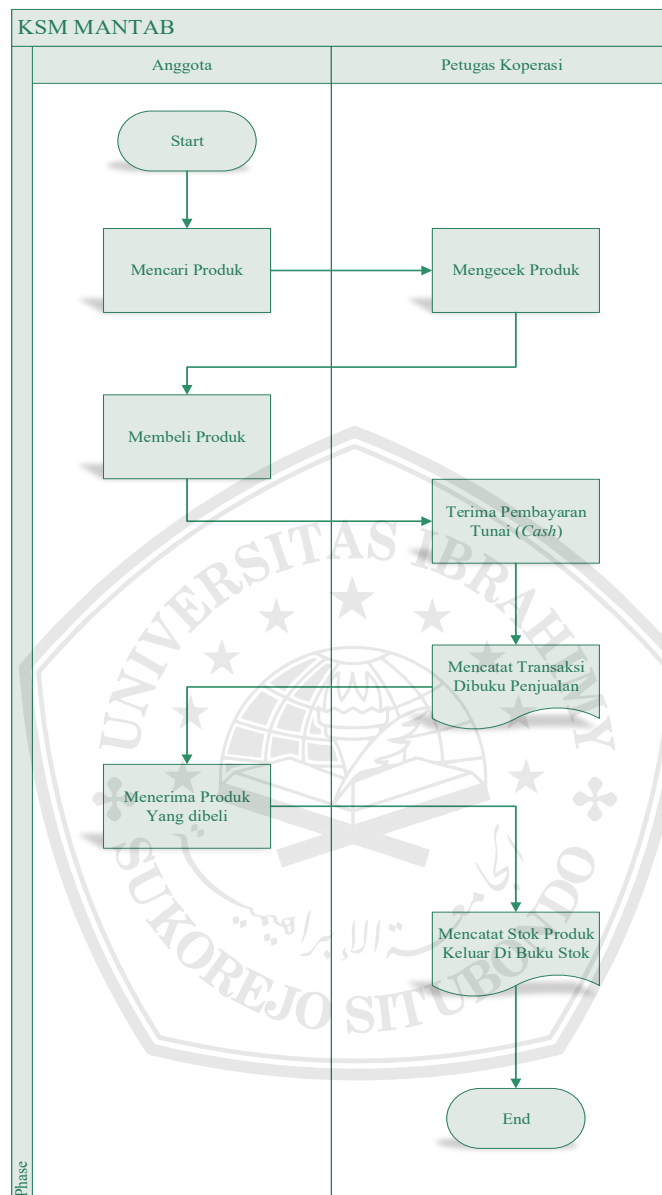 KSM MANTAB
Anggota
Petugas Koperasi
Start
Mencari Produk
Mengecek Produk
Membeli Produk
Terima Pembayaran
Tunai (Cash)
Mencatat Transaksi
Dibuku Penjualan
Menerima Produk
Yang dibeli
Mencatat Stok Produk
Keluar Di Buku Stok
End
Phase
UNIVERSITAS IBRAHIMY
SUKOREJO SITUBONDO